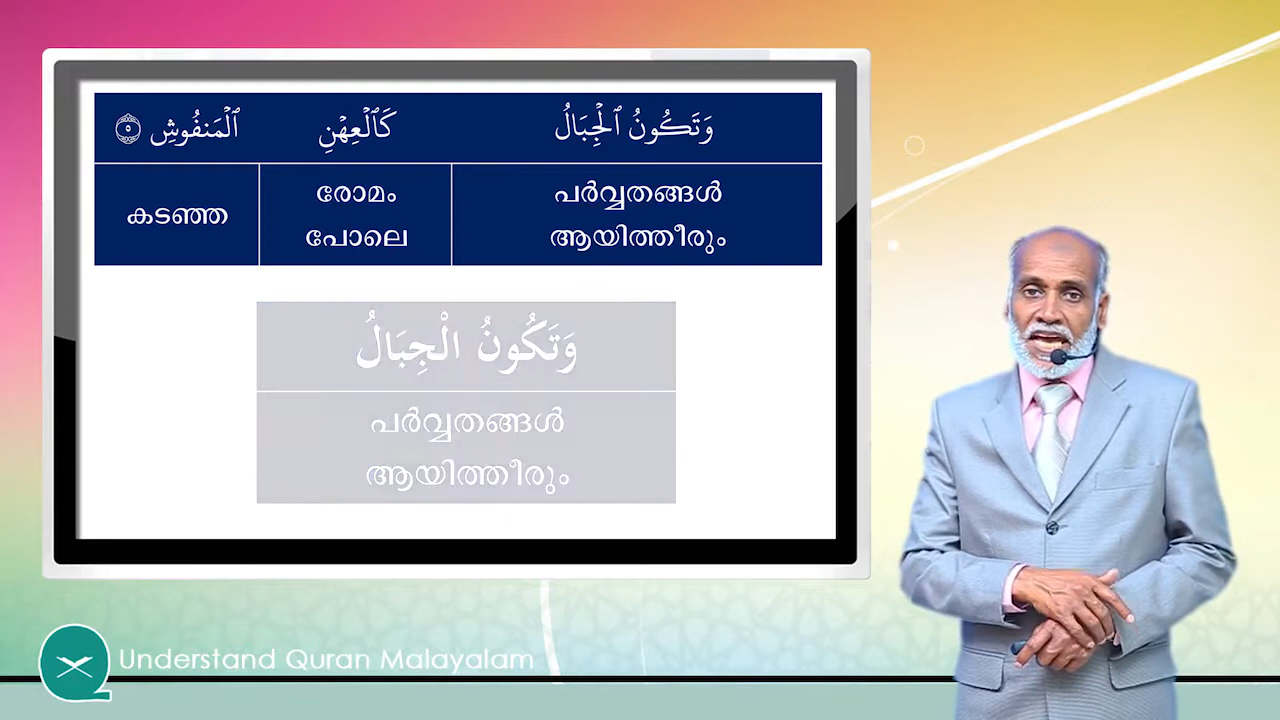 وَتَكُونُ ٱلْجِبَالُ كَٱلْعِهْنِ ٱلْمَنفُوشِ ٥
പർവ്വതങ്ങൾ
ആയിത്തീരും
രോമം
പോലെ
കടഞ്ഞ
وَتَكُونُ الْجِبَالُ
പർവ്വതങ്ങൾ
ആയിത്തീരും
Understand Quran Malayalam